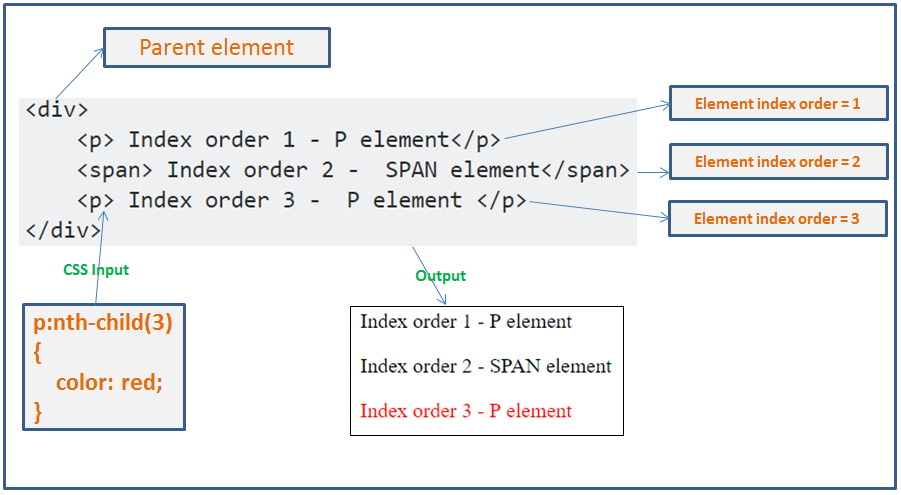 Parent element
<div>
<p> Index order 1 - P element</p>
<span> Index order 2 -  SPAN element</span>
<p> Index order 3 -  P element </p>
</div>
Element index order = 1
Element index order = 2
Element index order = 3
CSS Input
p:nth-child(3)
{
color: red;
}
Output
Index order 1 - P element
Index order 2 - SPAN element
Index order 3 - P element